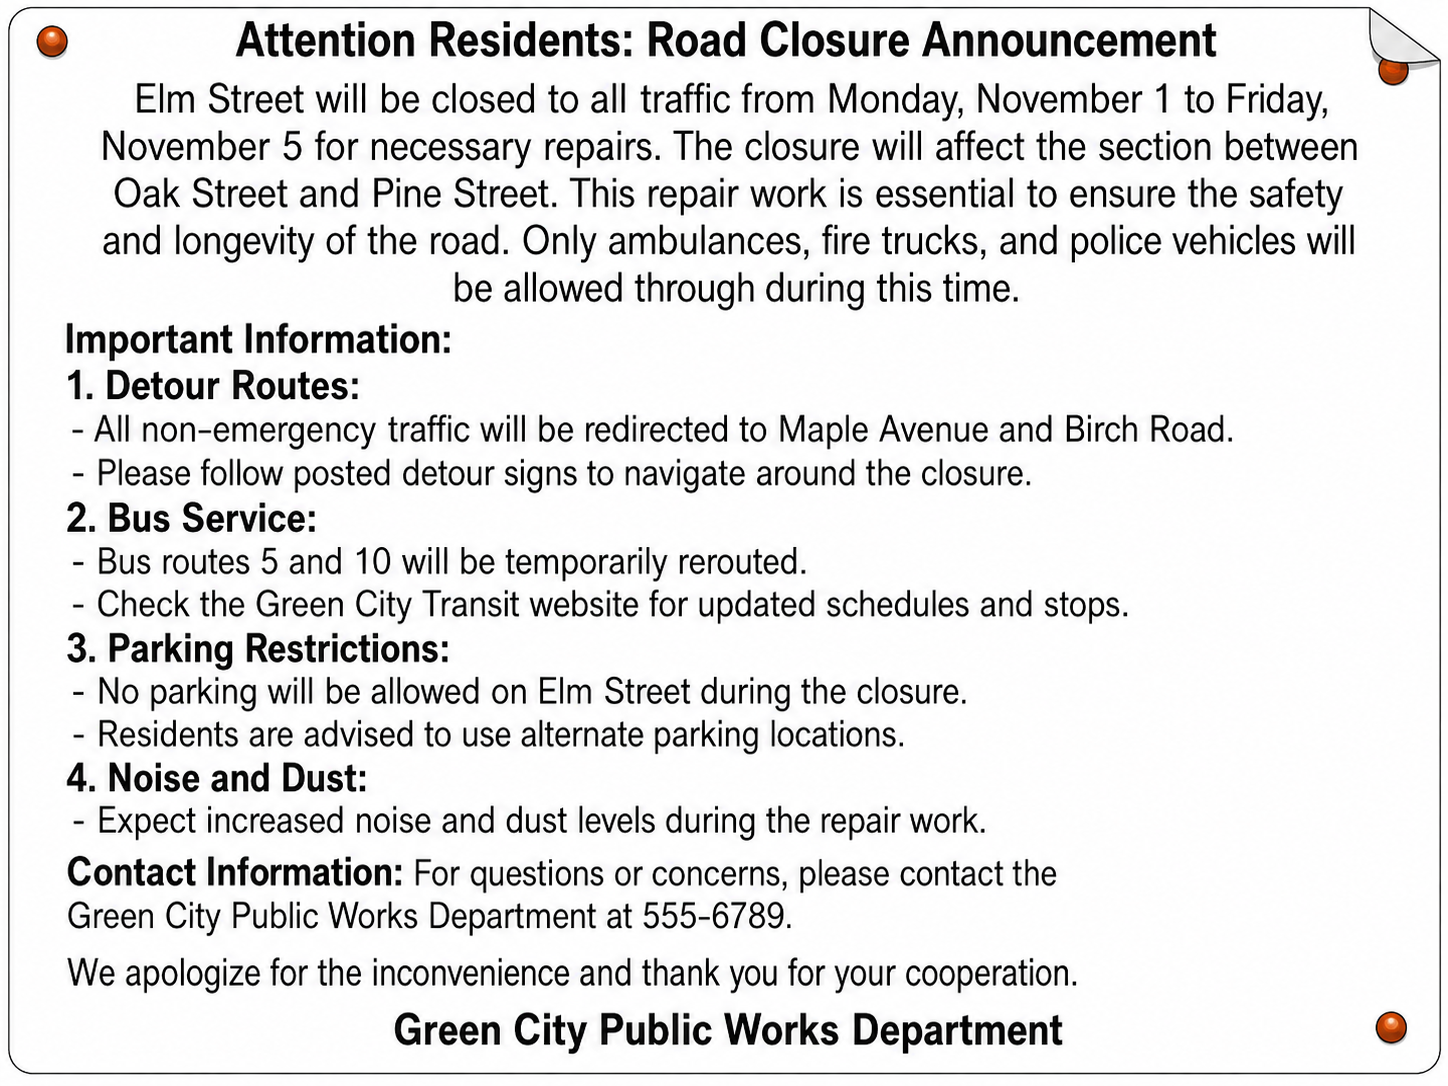 Attention Residents: Road Closure Announcement
Elm Street will be closed to all traffic from Monday, November 1 to Friday,
November 5 for necessary repairs. The closure will affect the section between
Oak Street and Pine Street. This repair work is essential to ensure the safety
and longevity of the road. Only ambulances, fire trucks, and police vehicles will
be allowed through during this time.
Important Information:
1. Detour Routes:
- All non-emergency traffic will be redirected to Maple Avenue and Birch Road.
- Please follow posted detour signs to navigate around the closure.
2. Bus Service:
- Bus routes 5 and 10 will be temporarily rerouted.
- Check the Green City Transit website for updated schedules and stops.
3. Parking Restrictions:
- No parking will be allowed on Elm Street during the closure.
- Residents are advised to use alternate parking locations.
4. Noise and Dust:
- Expect increased noise and dust levels during the repair work.
Contact Information: For questions or concerns, please contact the
Green City Public Works Department at 555-6789.
We apologize for the inconvenience and thank you for your cooperation.
Green City Public Works Department